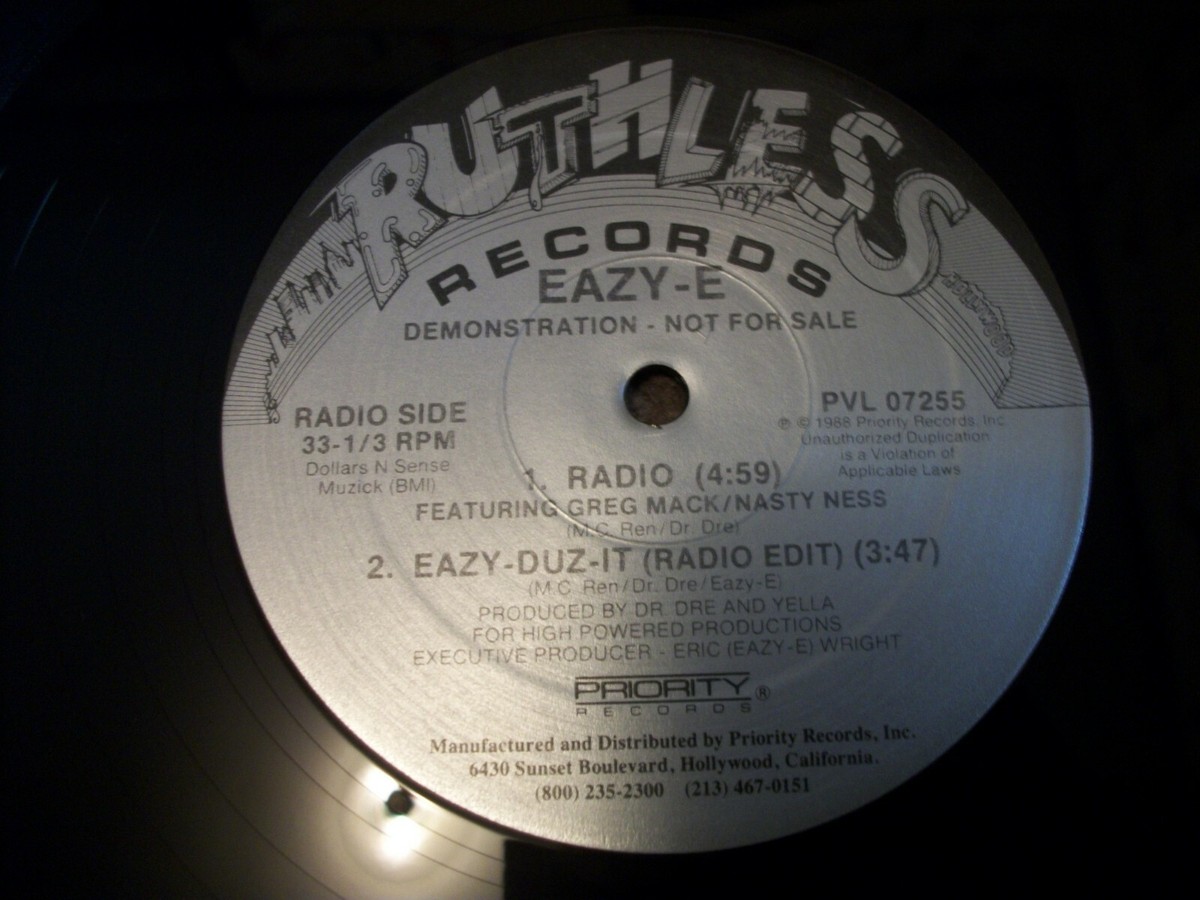 RUTHLESS
RECORDS
EAZY-E
DEMONSTRATION - NOT FOR SALE
RADIO SIDE
33-1/3 RPM
Dollars N Sense
Muzick (BMI)
PVL 07255
℗ © 1988 Priority Records, Inc.
Unauthorized Duplication
is a Violation of
Applicable Laws
1. RADIO (4:59)
FEATURING GREG MACK/NASTY NESS
(M.C. Ren/Dr. Dre)
2. EAZY-DUZ-IT (RADIO EDIT) (3:47)
(M.C. Ren/Dr. Dre/Eazy-E)
PRODUCED BY DR. DRE AND YELLA
FOR HIGH POWERED PRODUCTIONS
EXECUTIVE PRODUCER - ERIC (EAZY-E) WRIGHT
PRIORITY ®
RECORDS
Manufactured and Distributed by Priority Records, Inc.
6430 Sunset Boulevard, Hollywood, California.
(800) 235-2300 (213) 467-0151